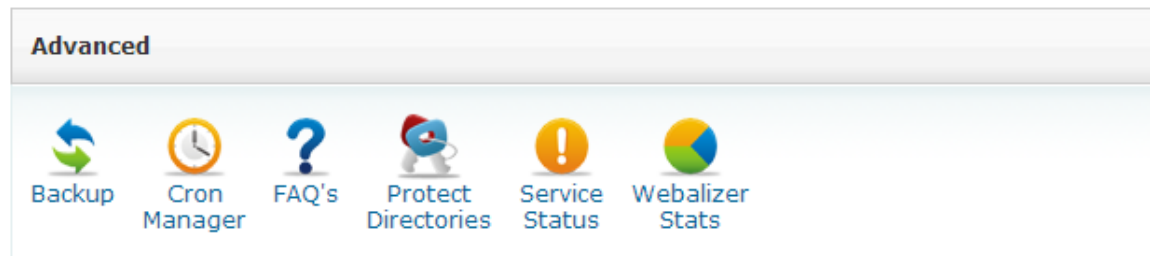 Advanced
Backup
Cron
Manager
FAQ's
Protect
Directories
Service
Status
Webalizer
Stats